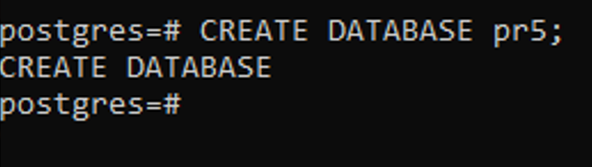 postgres=# CREATE DATABASE pr5;
CREATE DATABASE
postgres=#